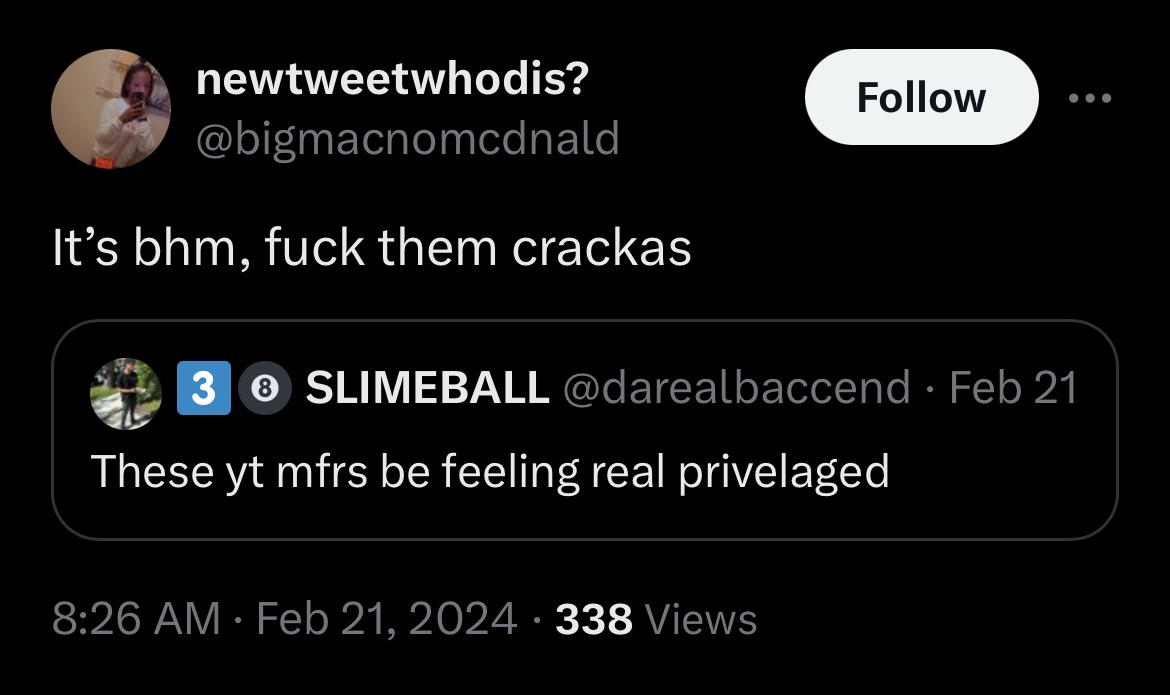 newtweetwhodis?
Follow
@bigmacnomcdnald
It’s bhm, fuck them crackas
3 8 SLIMEBALL @darealbaccend · Feb 21
These yt mfrs be feeling real privelaged
8:26 AM · Feb 21, 2024 · 338 Views